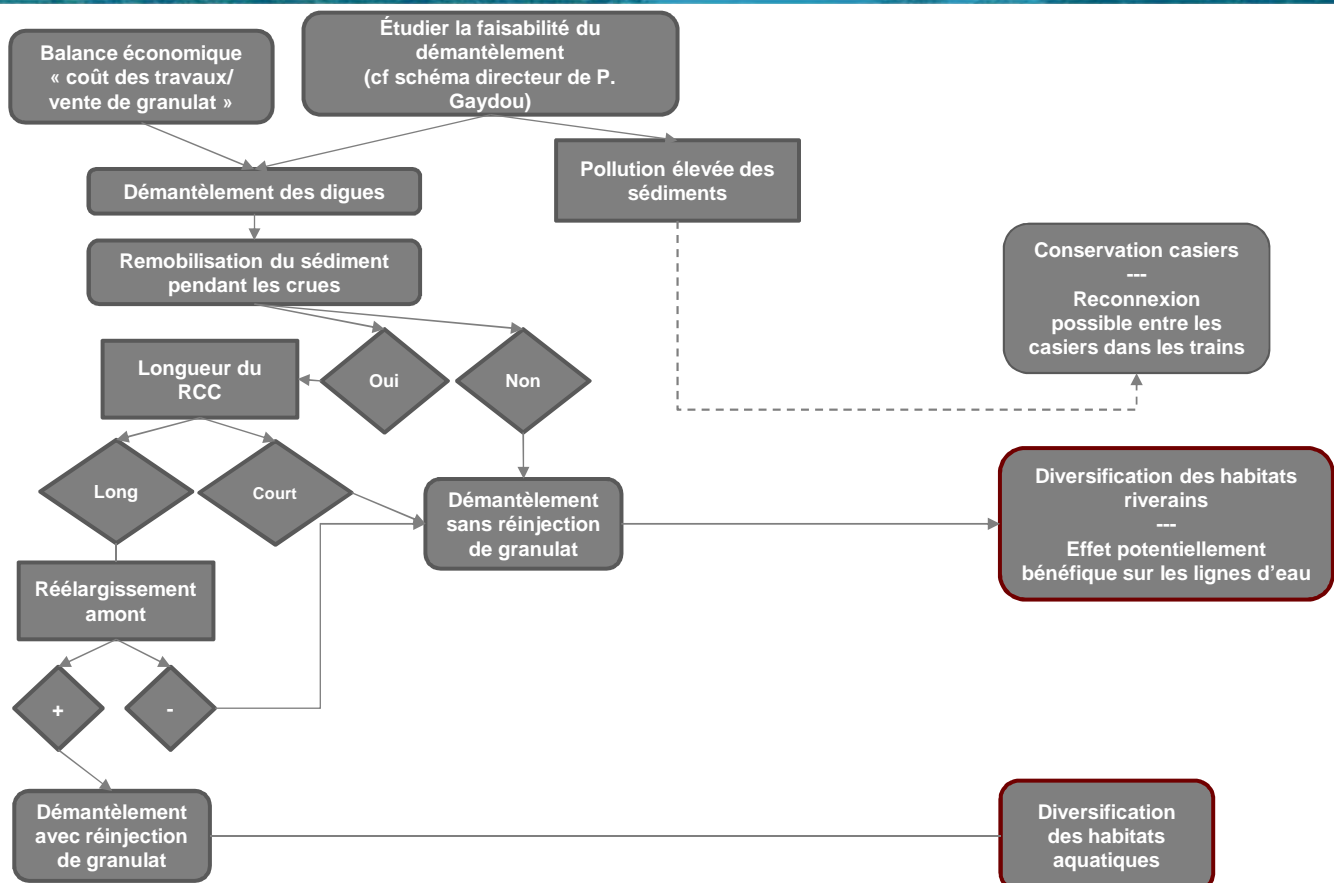 Balance économique
« coût des travaux/
vente de granulat »
Étudier la faisabilité du
démantèlement
(cf schéma directeur de P.
Gaydou)
Démantèlement des digues
Pollution élevée des
sédiments
Remobilisation du sédiment
pendant les crues
Conservation casiers
---
Reconnexion
possible entre les
casiers dans les trains
Longueur du
RCC
Oui
Non
Long
Court
Démantèlement
sans réinjection
de granulat
Diversification des habitats
riverains
---
Effet potentiellement
bénéfique sur les lignes d'eau
Réélargissement
amont
+
-
Démantèlement
avec réinjection
de granulat
Diversification
des habitats
aquatiques